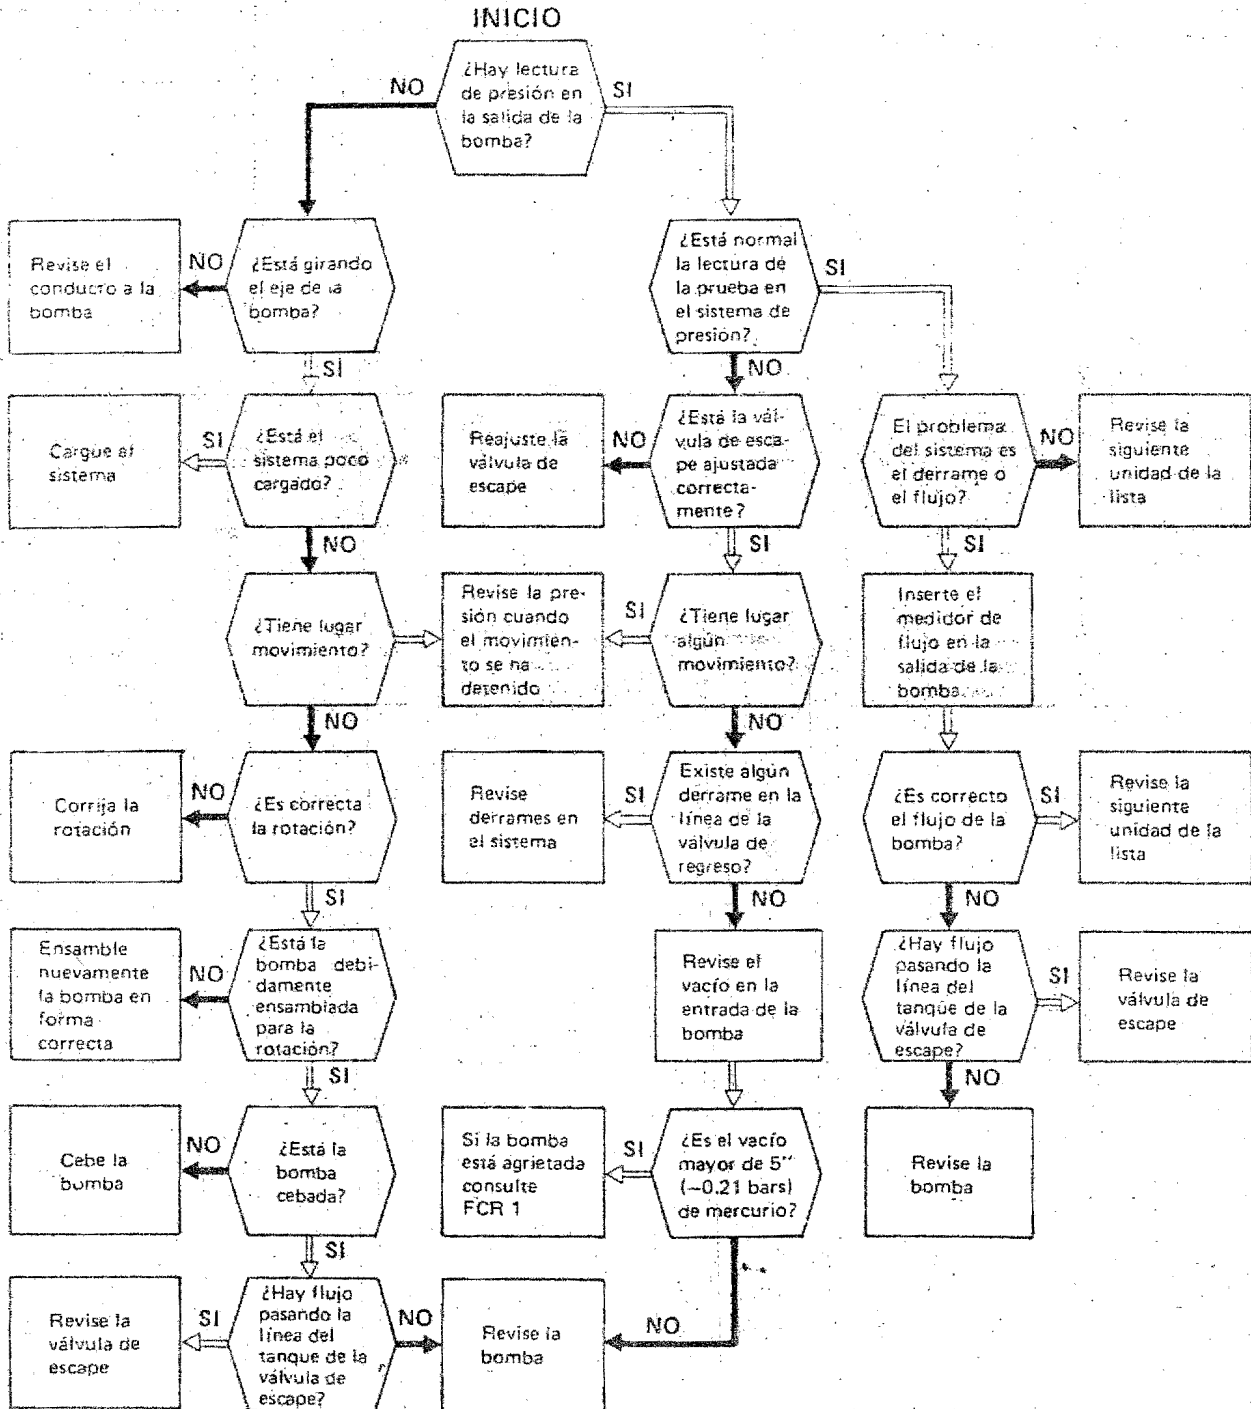 INICIO
¿Hay lectura
de presión en
la salida de la
bomba?
NO
SI
Revise el
conducto a la
bomba
NO
¿Está girando
el eje de la
bomba?
SÍ
¿Está normal
la lectura de
la prueba en
el sistema de
presión?
SI
NO
Cargue el
sistema
SI
¿Está el
sistema poco
cargado?
NO
Reajuste la
válvula de
escape
NO
¿Está la vál-
vula de esca-
pe ajustada
correcta-
mente?
SI
El problema
del sistema es
el derrame o
el flujo?
NO
SI
Revise la
siguiente
unidad de la
lista
¿Tiene lugar
movimiento?
NO
Revise la pre-
sión cuando
el movimien-
to se ha
detenido
SI
¿Tiene lugar
algún
movimiento?
NO
Inserte el
medidor de
flujo en la
salida de la
bomba.
Corrija la
rotación
NO
¿Es correcta
la rotación?
SI
Revise
derrames en
el sistema
SI
Existe algún
derrame en la
línea de la
válvula de
regreso?
NO
¿Es correcto
el flujo de la
bomba?
SI
NO
Revise la
siguiente
unidad de la
lista
Ensamble
nuevamente
la bomba en
forma
correcta
NO
¿Está la
bomba debi-
damente
ensamblada
para la
rotación?
SI
Revise el
vacío en la
entrada de la
bomba
¿Hay flujo
pasando la
línea del
tanque de la
válvula de
escape?
SI
NO
Revise la
válvula de
escape
Cebe la
bomba
NO
¿Está la
bomba
cebada?
SI
Si la bomba
está agrietada
consulte
FCR 1
SI
¿Es el vacío
mayor de 5"
(-0.21 bars)
de mercurio?
NO
Revise la
bomba
Revise la
válvula de
escape
SI
¿Hay flujo
pasando la
línea del
tanque de la
válvula de
escape?
NO
Revise la
bomba